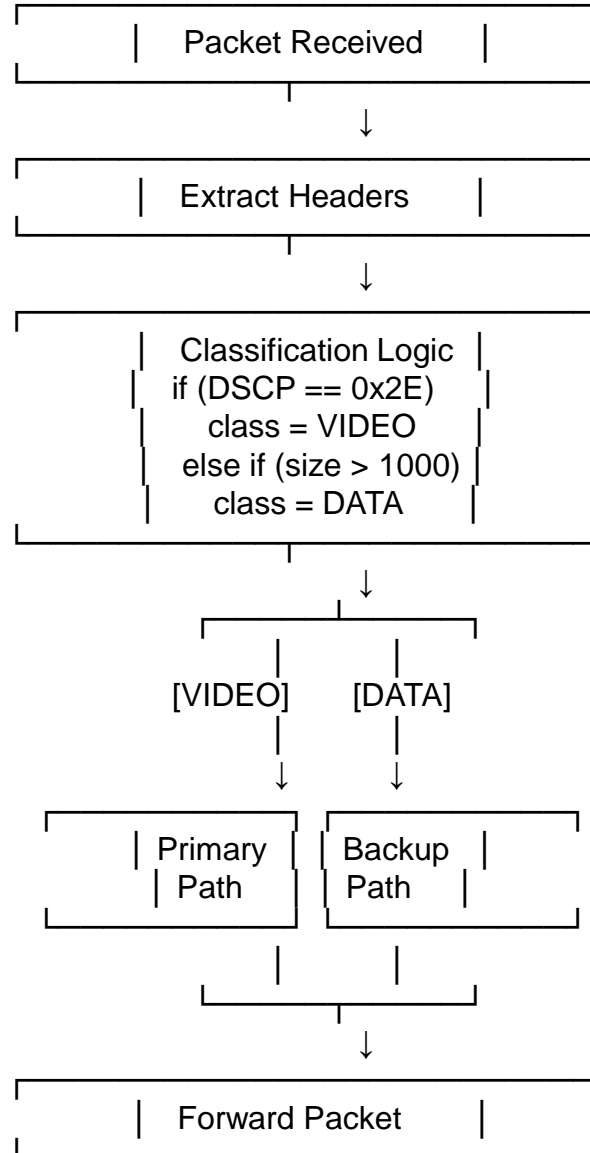 Packet Received
↓
Extract Headers
↓
Classification Logic
if (DSCP == 0x2E)
class = VIDEO
else if (size > 1000)
class = DATA
↓
[VIDEO] [DATA]
↓ ↓
Primary Backup
Path Path
↓
Forward Packet